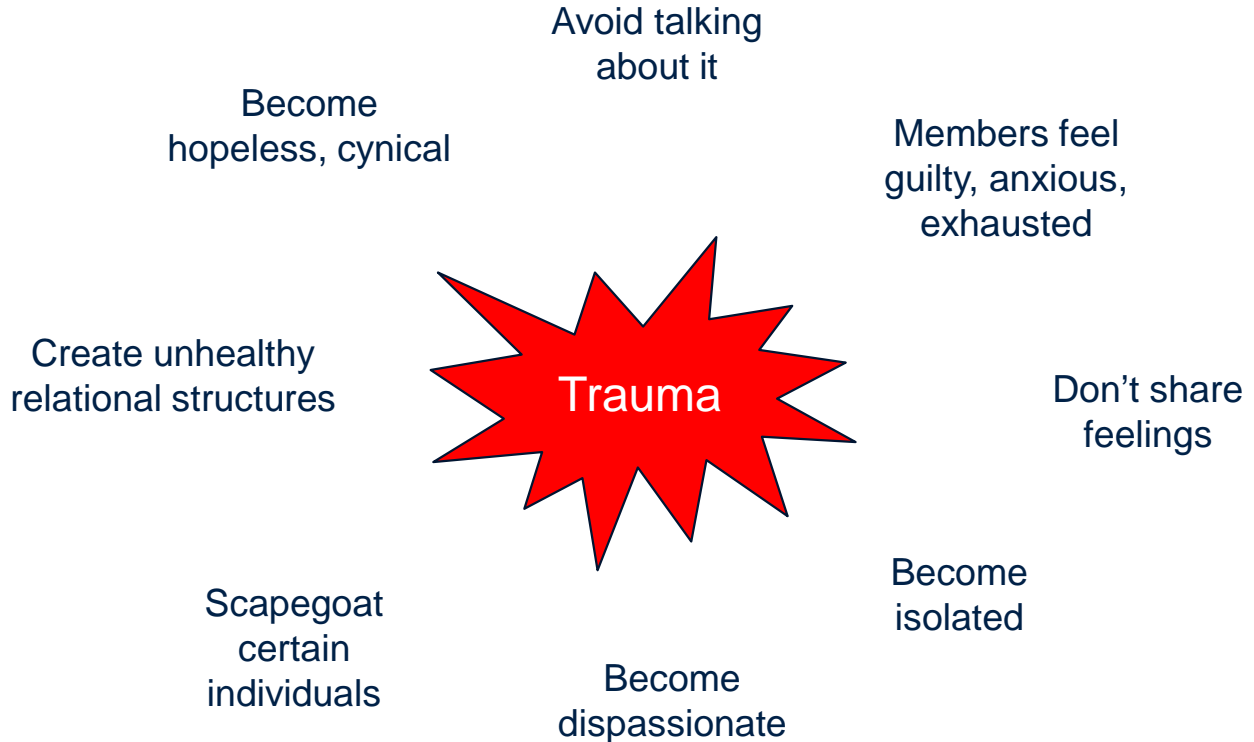 Avoid talking
about it
Become
hopeless, cynical
Members feel
guilty, anxious,
exhausted
Create unhealthy
relational structures
Trauma
Don’t share
feelings
Become
isolated
Scapegoat
certain
individuals
Become
dispassionate